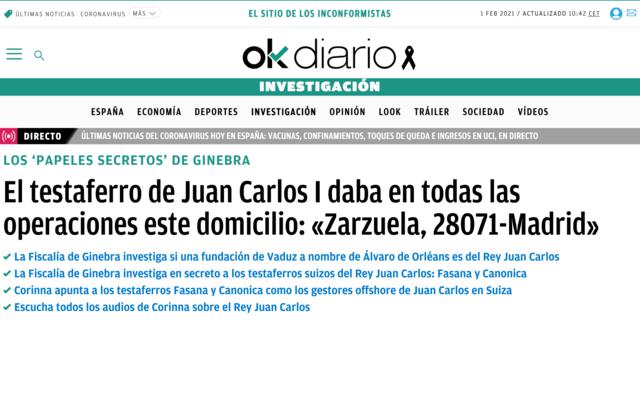 ÚLTIMAS NOTICIAS CORONAVIRUS MÁS
EL SITIO DE LOS INCONFORMISTAS
1 FEB 2021 / ACTUALIZADO 10:42 CET
okdiario
INVESTIGACIÓN
ESPAÑA ECONOMÍA DEPORTES INVESTIGACIÓN OPINIÓN LOOK TRÁILER SOCIEDAD VÍDEOS
DIRECTO ÚLTIMAS NOTICIAS DEL CORONAVIRUS HOY EN ESPAÑA: VACUNAS, CONFINAMIENTOS, TOQUES DE QUEDA E INGRESOS EN UCI, EN DIRECTO
LOS ‘PAPELES SECRETOS’ DE GINEBRA
El testaferro de Juan Carlos I daba en todas las
operaciones este domicilio: «Zarzuela, 28071-Madrid»
La Fiscalía de Ginebra investiga si una fundación de Vaduz a nombre de Álvaro de Orléans es del Rey Juan Carlos
La Fiscalía de Ginebra investiga en secreto a los testaferros suizos del Rey Juan Carlos: Fasana y Canonica
Corinna apunta a los testaferros Fasana y Canonica como los gestores offshore de Juan Carlos en Suiza
Escucha todos los audios de Corinna sobre el Rey Juan Carlos